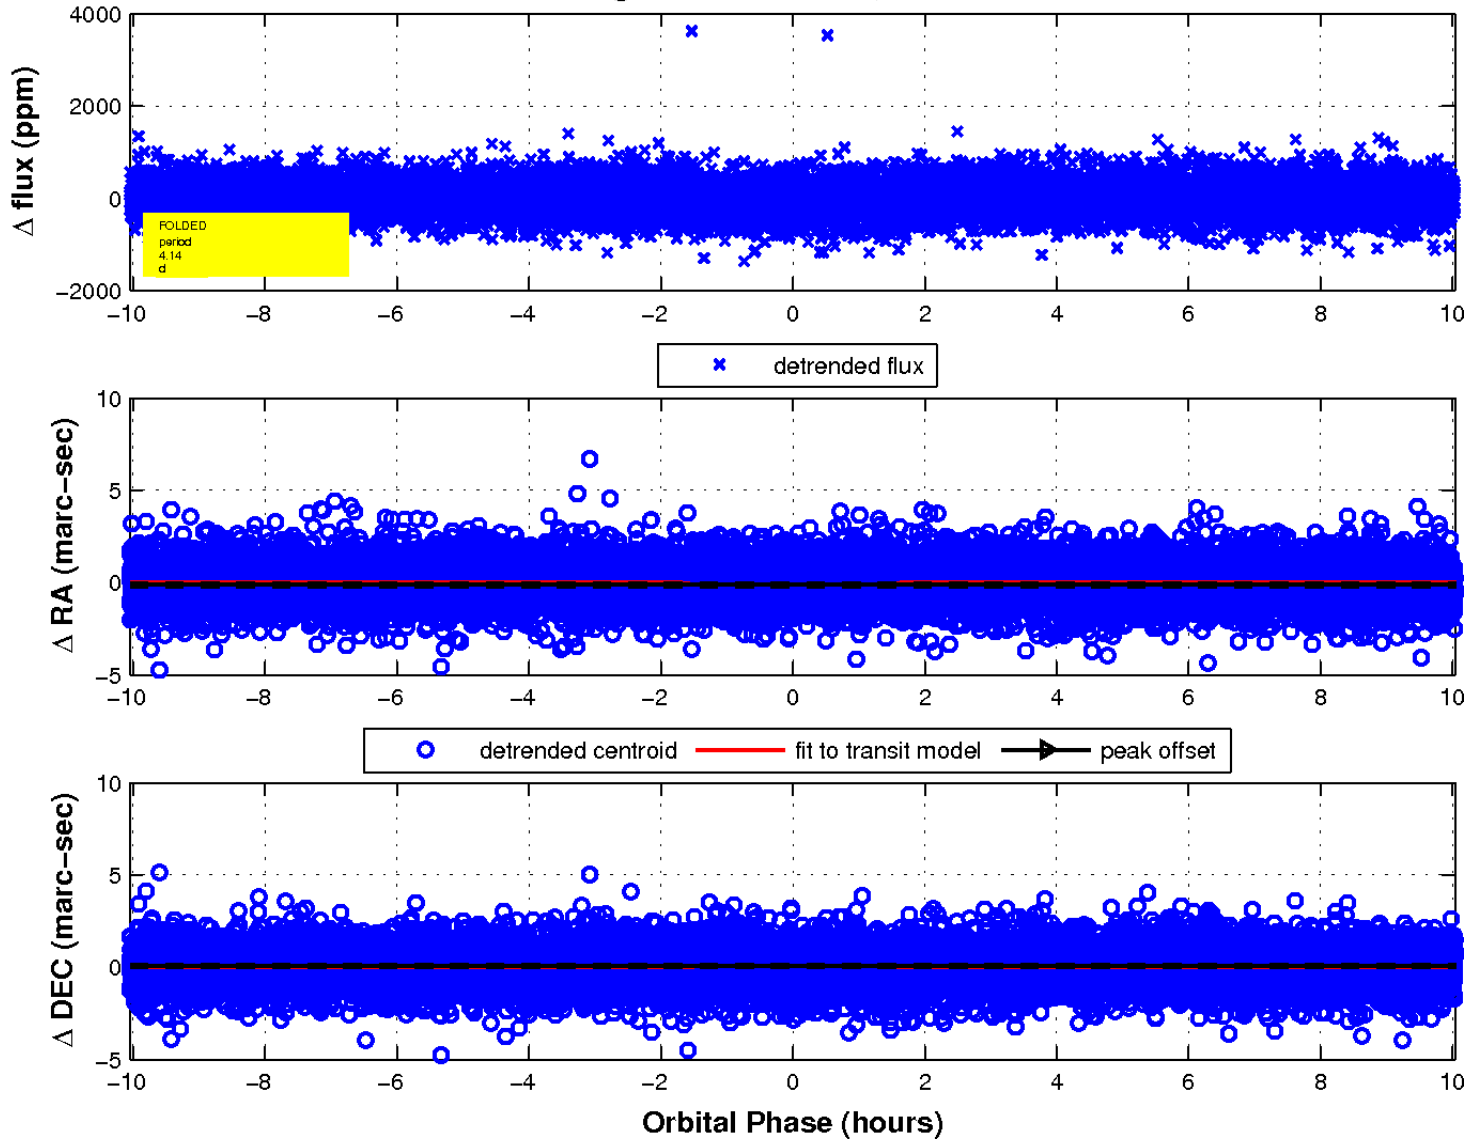 4000
2000
0
−2000
Δ flux (ppm)
FOLDED
period
4.14
d
−10 −8 −6 −4 −2 0 2 4 6 8 10
detrended flux
10
5
0
−5
Δ RA (marc−sec)
−10 −8 −6 −4 −2 0 2 4 6 8 10
detrended centroid fit to transit model peak offset
10
5
0
−5
Δ DEC (marc−sec)
−10 −8 −6 −4 −2 0 2 4 6 8 10
Orbital Phase (hours)